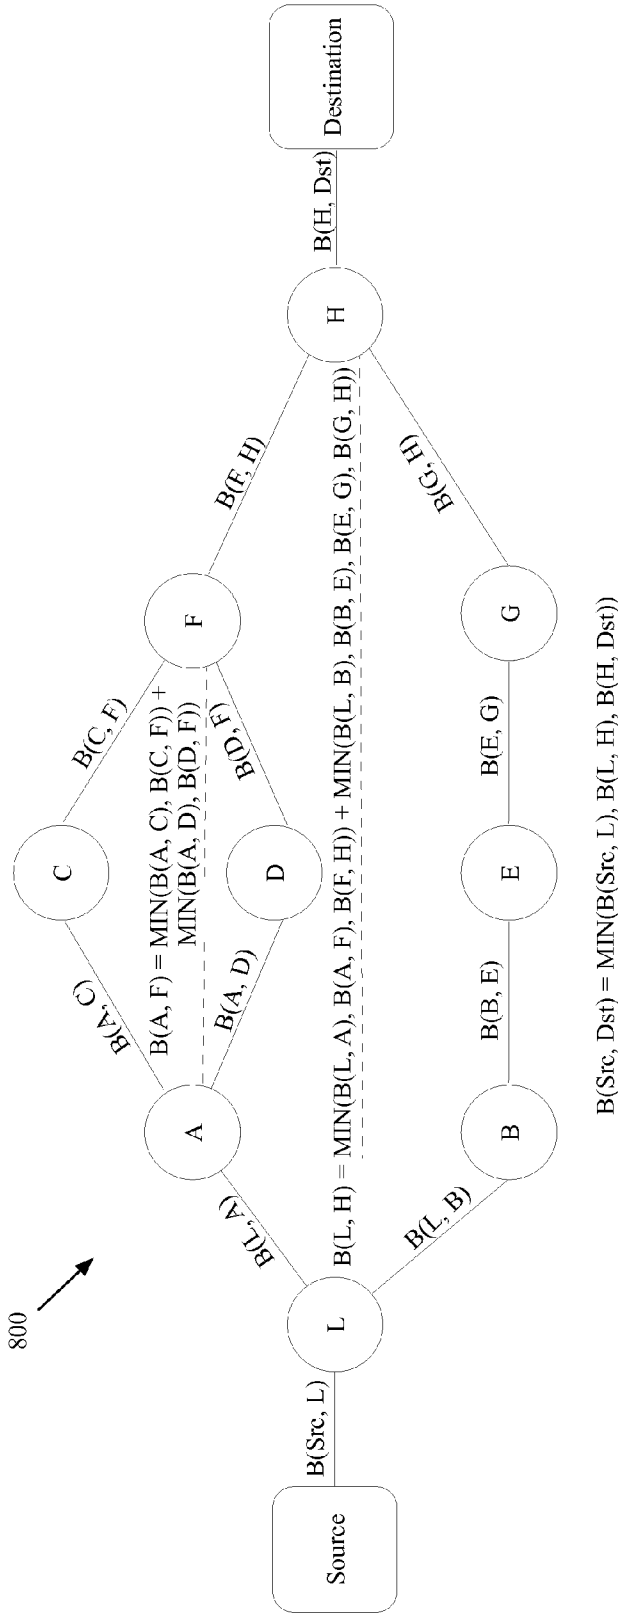 800
Source
B(Src, L)
L
B(L, A)
A
B(A, C)
C
B(C, F)
B(A, F) = MIN(B(A, C), B(C, F)) +
MIN(B(A, D), B(D, F))
B(A, D)
D
B(D, F)
F
B(F, H)
B(L, H) = MIN(B(L, A), B(A, F), B(F, H)) + MIN(B(L, B), B(B, E), B(E, G), B(G, H))
H
B(H, Dst)
Destination
B(L, B)
B
B(B, E)
E
B(E, G)
G
B(G, H)
B(Src, Dst) = MIN(B(Src, L), B(L, H), B(H, Dst))